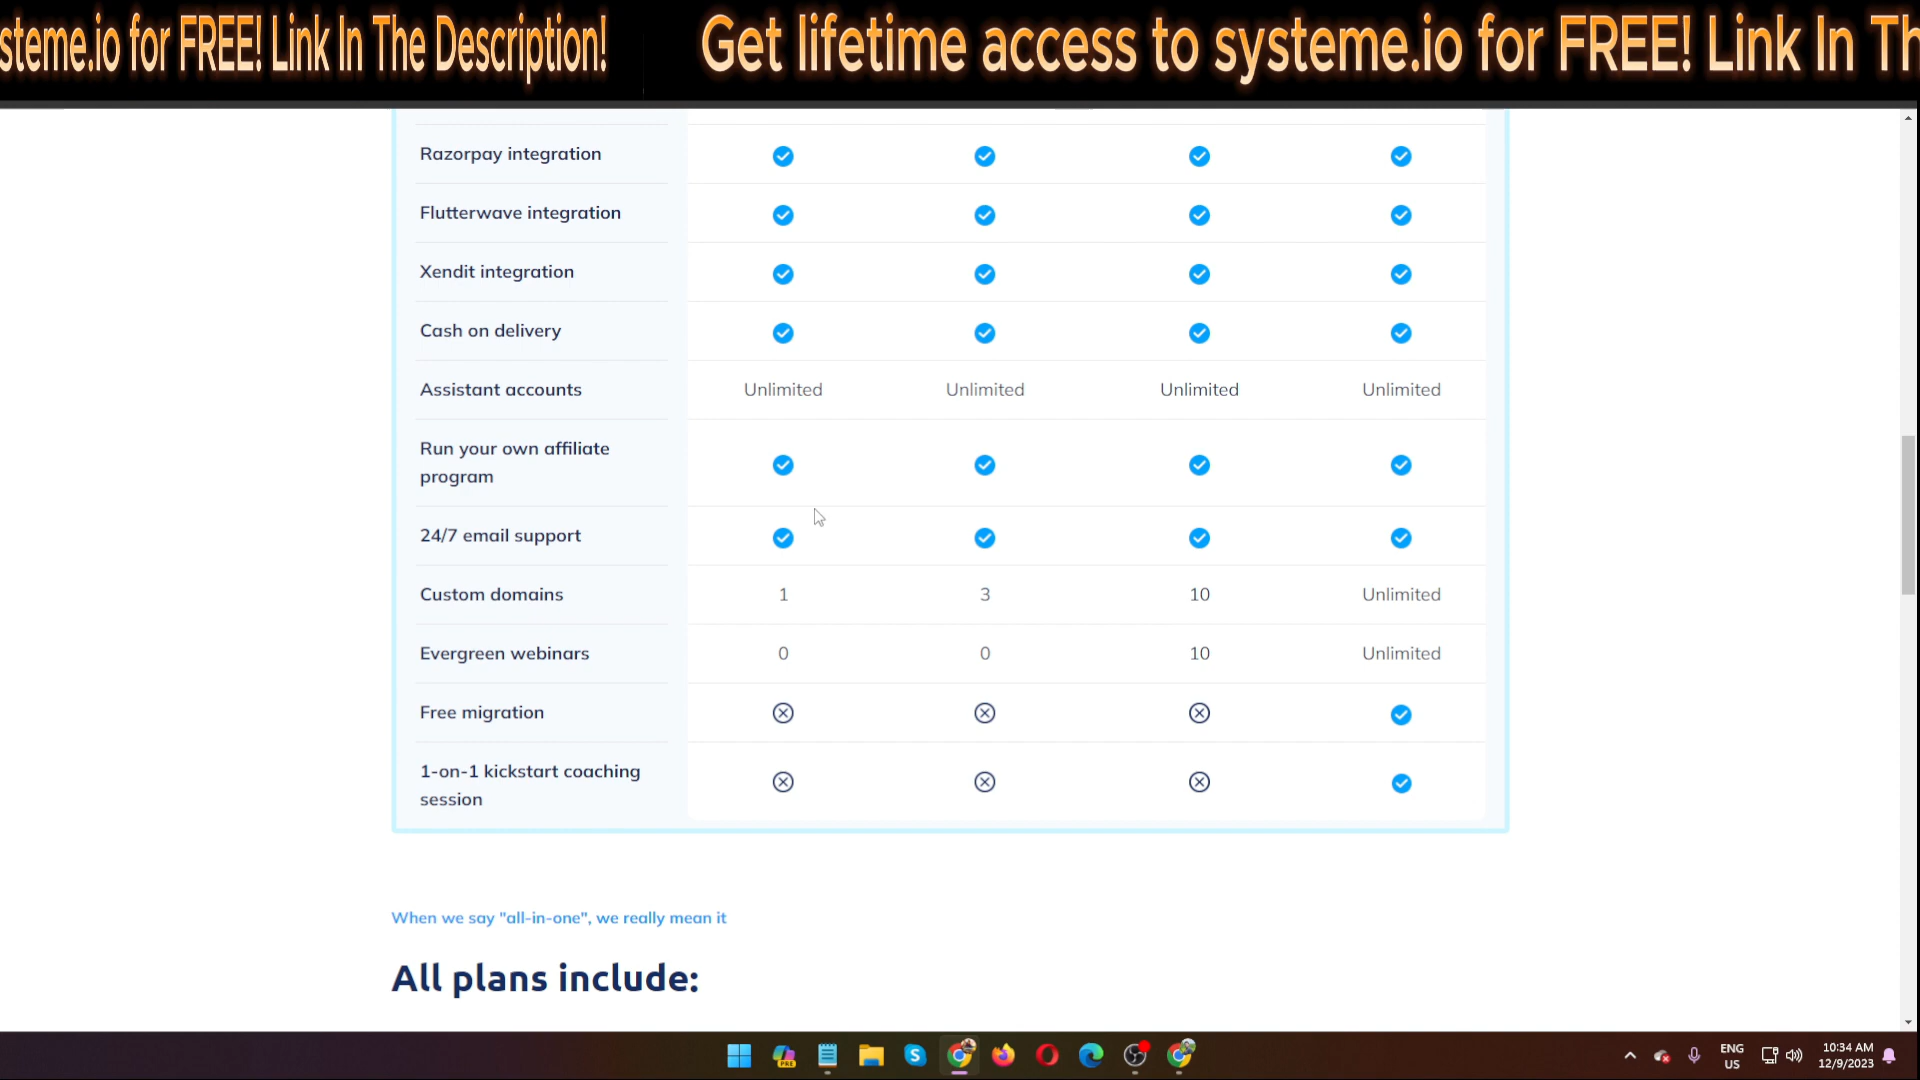 steme.io for FREE! Link In The Description!
Get lifetime access to systeme.io for FREE! Link In Th
Razorpay integration
Flutterwave integration
Xendit integration
Cash on delivery
Assistant accounts Unlimited Unlimited Unlimited Unlimited
Run your own affiliate
program
24/7 email support
Custom domains 1 3 10 Unlimited
Evergreen webinars 0 0 10 Unlimited
Free migration
1-on-1 kickstart coaching
session
When we say "all-in-one", we really mean it
All plans include:
PRE
ENG
US
10:34 AM
12/9/2023